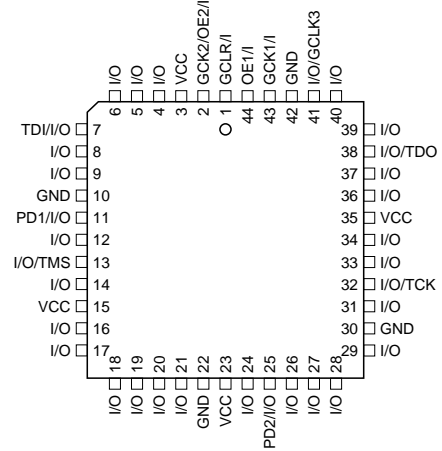 I/O
I/O
I/O
VCC
GCK2/OE2/I
GCLR/I
OE1/I
GCK1/I
GND
I/O/GCLK3
I/O
6
5
4
3
2
1
44
43
42
41
40
TDI/I/O 7
I/O 8
I/O 9
GND 10
PD1/I/O 11
I/O 12
I/O/TMS 13
I/O 14
VCC 15
I/O 16
I/O 17
39 I/O
38 I/O/TDO
37 I/O
36 I/O
35 VCC
34 I/O
33 I/O
32 I/O/TCK
31 I/O
30 GND
29 I/O
18
19
20
21
22
23
24
25
26
27
28
I/O
I/O
I/O
I/O
GND
VCC
I/O
PD2/I/O
I/O
I/O
I/O